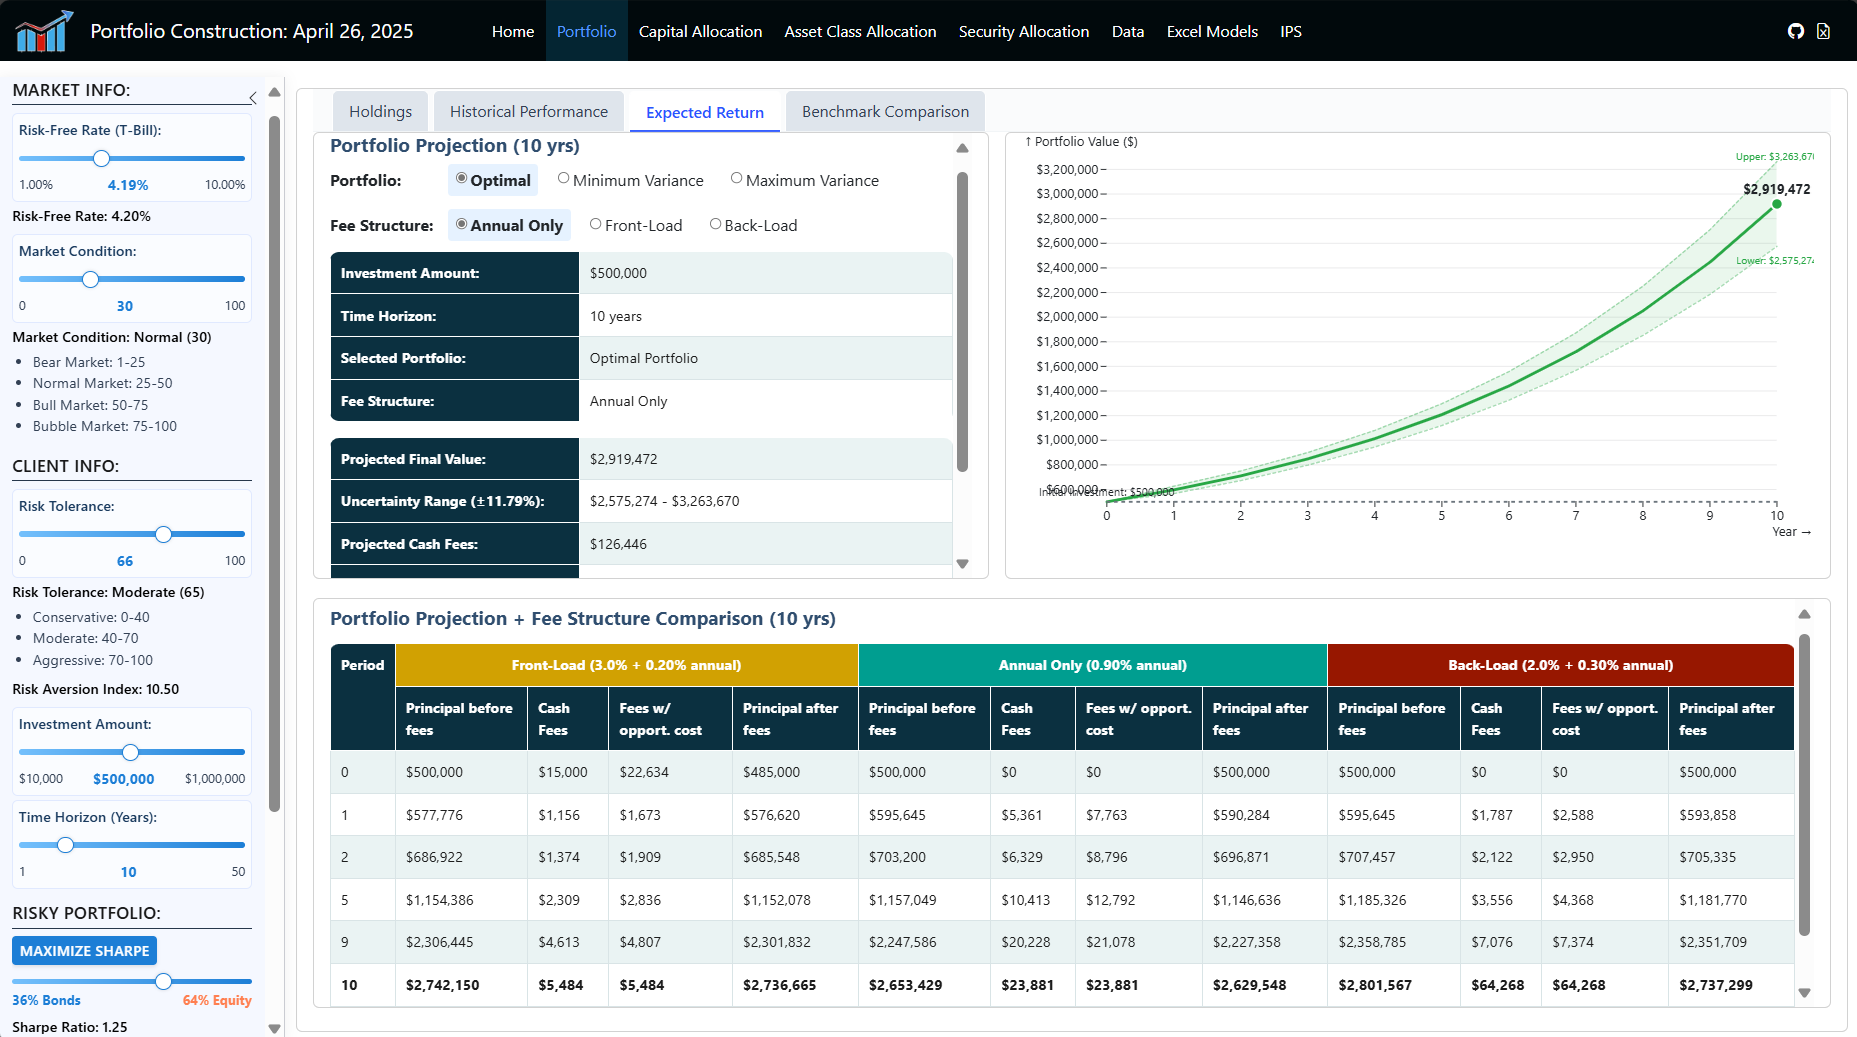 Portfolio Construction: April 26, 2025
Home Portfolio Capital Allocation Asset Class Allocation Security Allocation Data Excel Models IPS
MARKET INFO:
Risk-Free Rate (T-Bill):
1.00% 4.19% 10.00%
Risk-Free Rate: 4.20%
Market Condition:
0 30 100
Market Condition: Normal (30)
• Bear Market: 1-25
• Normal Market: 25-50
• Bull Market: 50-75
• Bubble Market: 75-100
CLIENT INFO:
Risk Tolerance:
0 66 100
Risk Tolerance: Moderate (65)
• Conservative: 0-40
• Moderate: 40-70
• Aggressive: 70-100
Risk Aversion Index: 10.50
Investment Amount:
$10,000 $500,000 $1,000,000
Time Horizon (Years):
1 10 50
RISKY PORTFOLIO:
MAXIMIZE SHARPE
36% Bonds 64% Equity
Sharpe Ratio: 1.25
Holdings Historical Performance Expected Return Benchmark Comparison
Portfolio Projection (10 yrs)
Portfolio: Optimal Minimum Variance Maximum Variance
Fee Structure: Annual Only Front-Load Back-Load
Investment Amount: $500,000
Time Horizon: 10 years
Selected Portfolio: Optimal Portfolio
Fee Structure: Annual Only
Projected Final Value: $2,919,472
Uncertainty Range (±11.79%): $2,575,274 - $3,263,670
Projected Cash Fees: $126,446
↑ Portfolio Value ($)
Upper: $3,263,67
$3,200,000
$3,000,000
$2,919,472
$2,800,000
$2,600,000
Lower: $2,575,274
$2,400,000
$2,200,000
$2,000,000
$1,800,000
$1,600,000
$1,400,000
$1,200,000
$1,000,000
$800,000
$600,000
Initial Investment: $500,000
0 1 2 3 4 5 6 7 8 9 10
Year →
Portfolio Projection + Fee Structure Comparison (10 yrs)
Period Front-Load (3.0% + 0.20% annual) Annual Only (0.90% annual) Back-Load (2.0% + 0.30% annual)
Principal before fees Cash Fees Fees w/ opport. cost Principal after fees Principal before fees Cash Fees Fees w/ opport. cost Principal after fees Principal before fees Cash Fees Fees w/ opport. cost Principal after fees
0 $500,000 $15,000 $22,634 $485,000 $500,000 $0 $0 $500,000 $500,000 $0 $0 $500,000
1 $577,776 $1,156 $1,673 $576,620 $595,645 $5,361 $7,763 $590,284 $595,645 $1,787 $2,588 $593,858
2 $686,922 $1,374 $1,909 $685,548 $703,200 $6,329 $8,796 $696,871 $707,457 $2,122 $2,950 $705,335
5 $1,154,386 $2,309 $2,836 $1,152,078 $1,157,049 $10,413 $12,792 $1,146,636 $1,185,326 $3,556 $4,368 $1,181,770
9 $2,306,445 $4,613 $4,807 $2,301,832 $2,247,586 $20,228 $21,078 $2,227,358 $2,358,785 $7,076 $7,374 $2,351,709
10 $2,742,150 $5,484 $5,484 $2,736,665 $2,653,429 $23,881 $23,881 $2,629,548 $2,801,567 $64,268 $64,268 $2,737,299